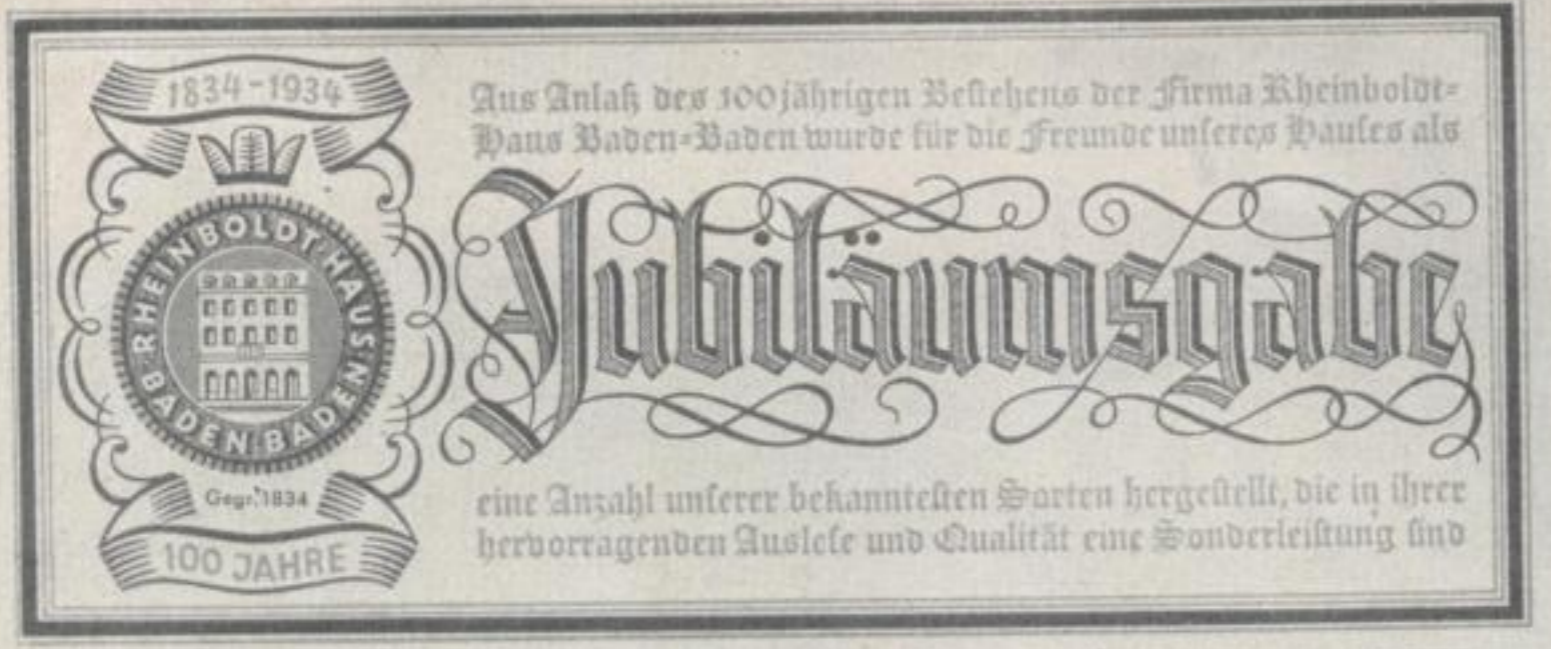 1834-1934
RHEINBOLDT·HAUS
BADEN BADEN
Gegr. 1834
100 JAHRE
Aus Anlaß des 100jährigen Bestehens der Firma Rheinboldt-
Haus Baden-Baden wurde für die Freunde unseres Hauses als
Jubiläumsgabe
eine Anzahl unserer bekanntesten Sorten hergestellt, die in ihrer
hervorragenden Auslese und Qualität eine Sonderleistung sind